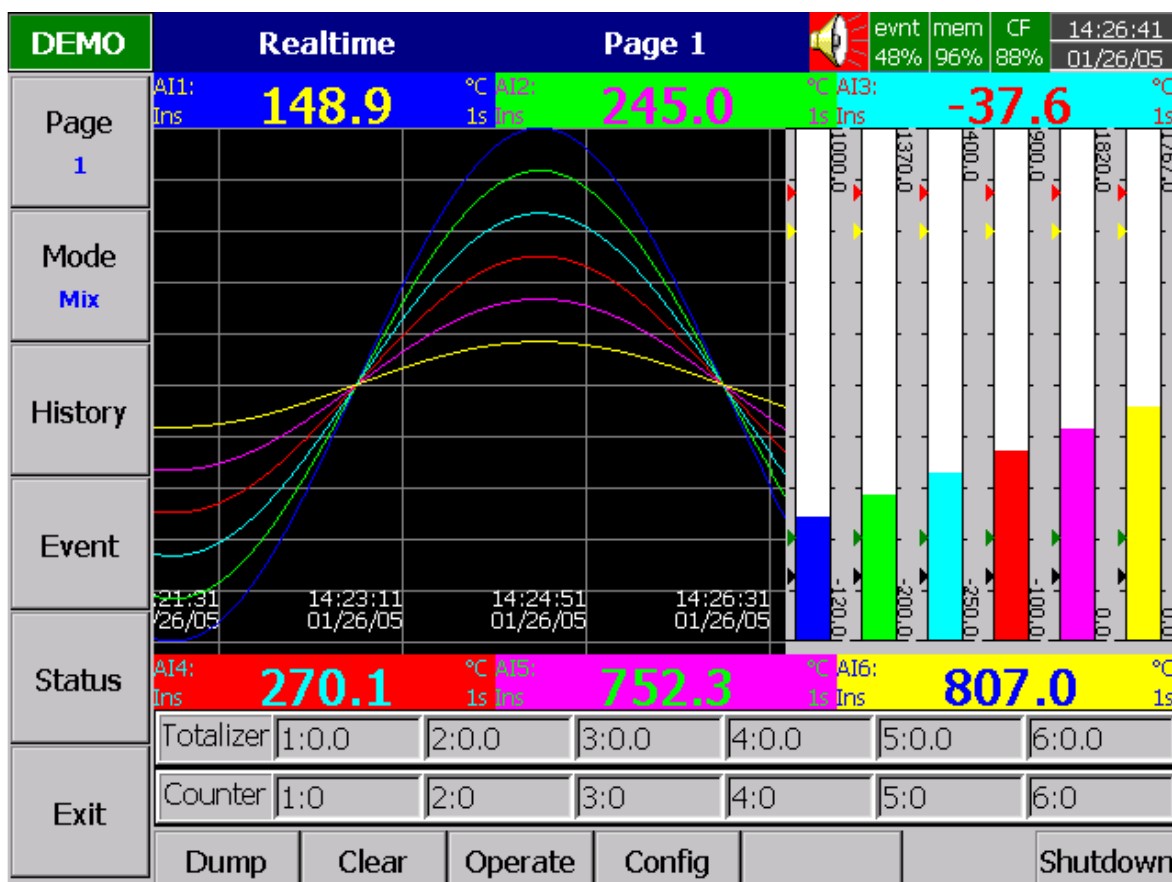 DEMO
Realtime Page 1
evnt mem CF 14:26:41
48% 96% 88% 01/26/05
Page
1
Mode
Mix
History
Event
Status
Exit
AI1: °C
Ins 148.9 1s
AI2: °C
Ins 245.0 1s
AI3: °C
Ins -37.6 1s
1000.0 1370.0 400.0 900.0 1820.0 1767.0
-120.0 -200.0 -250.0 -100.0 0.0 0.0
:21:31 14:23:11 14:24:51 14:26:31
/26/05 01/26/05 01/26/05 01/26/05
AI4: °C
Ins 270.1 1s
AI5: °C
Ins 752.3 1s
AI6: °C
Ins 807.0 1s
Totalizer 1:0.0 2:0.0 3:0.0 4:0.0 5:0.0 6:0.0
Counter 1:0 2:0 3:0 4:0 5:0 6:0
Dump Clear Operate Config Shutdown